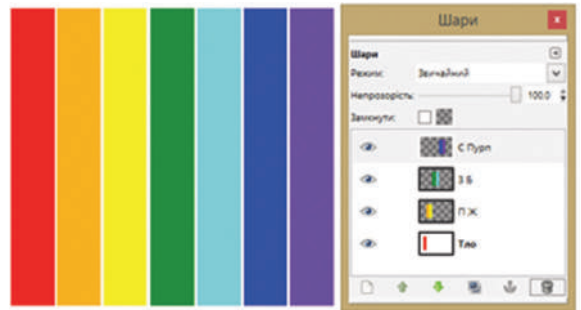 Шари
Шари
Режим: Звичайний
Непрозорість: 100,0
Замкнути:
С Пурп
З Б
П Ж
Тло